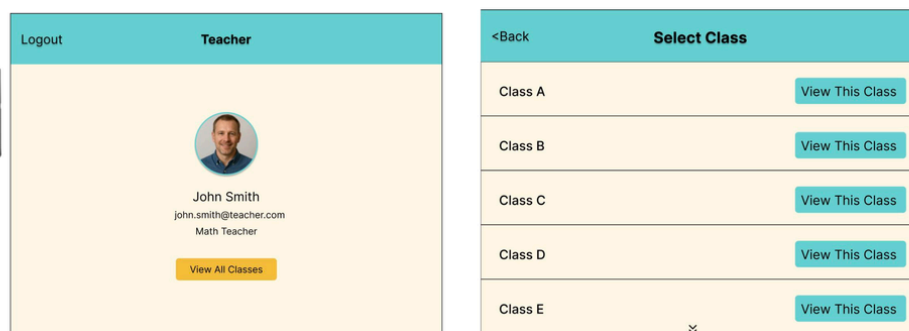 Logout
Teacher
John Smith
john.smith@teacher.com
Math Teacher
View All Classes
<Back
Select Class
Class A
View This Class
Class B
View This Class
Class C
View This Class
Class D
View This Class
Class E
View This Class